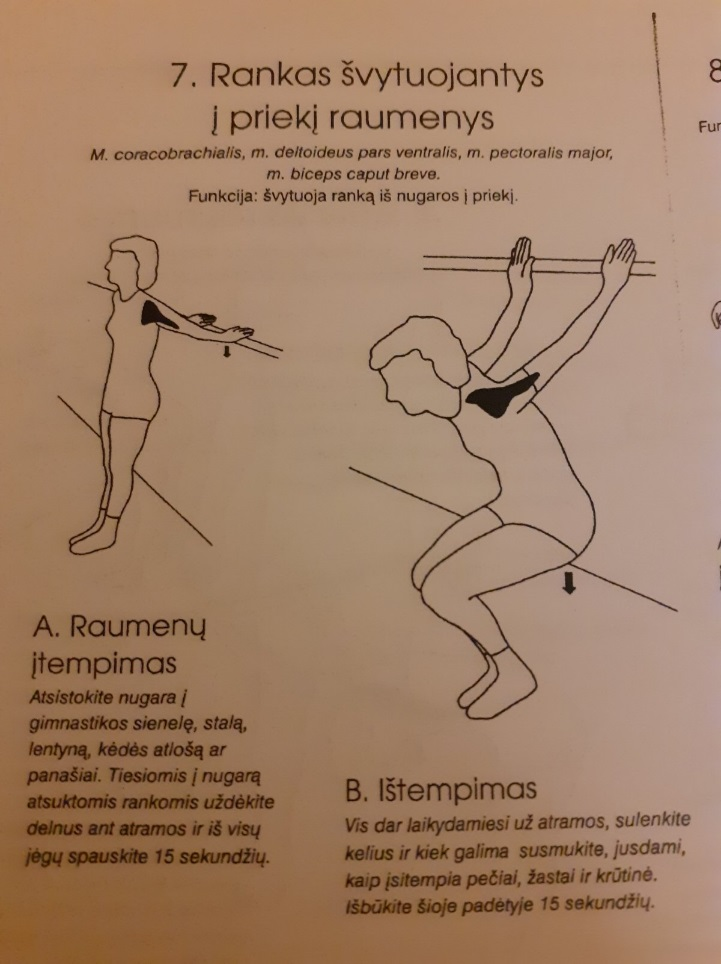 7. Rankas švytuojantys
į priekį raumenys
M. coracobrachialis, m. deltoideus pars ventralis, m. pectoralis major,
m. biceps caput breve.
Funkcija: švytuoja ranką iš nugaros į priekį.
A. Raumenų
įtempimas
Atsistokite nugara į
gimnastikos sienelę, stalą,
lentyną, kėdės atlošą ar
panašiai. Tiesiomis į nugarą
atsuktomis rankomis uždėkite
delnus ant atramos ir iš visų
jėgų spauskite 15 sekundžių.
B. Ištempimas
Vis dar laikydamiesi už atramos, sulenkite
kelius ir kiek galima susmukite, jusdami,
kaip įsitempia pečiai, žastai ir krūtinė.
Išbūkite šioje padėtyje 15 sekundžių.
8